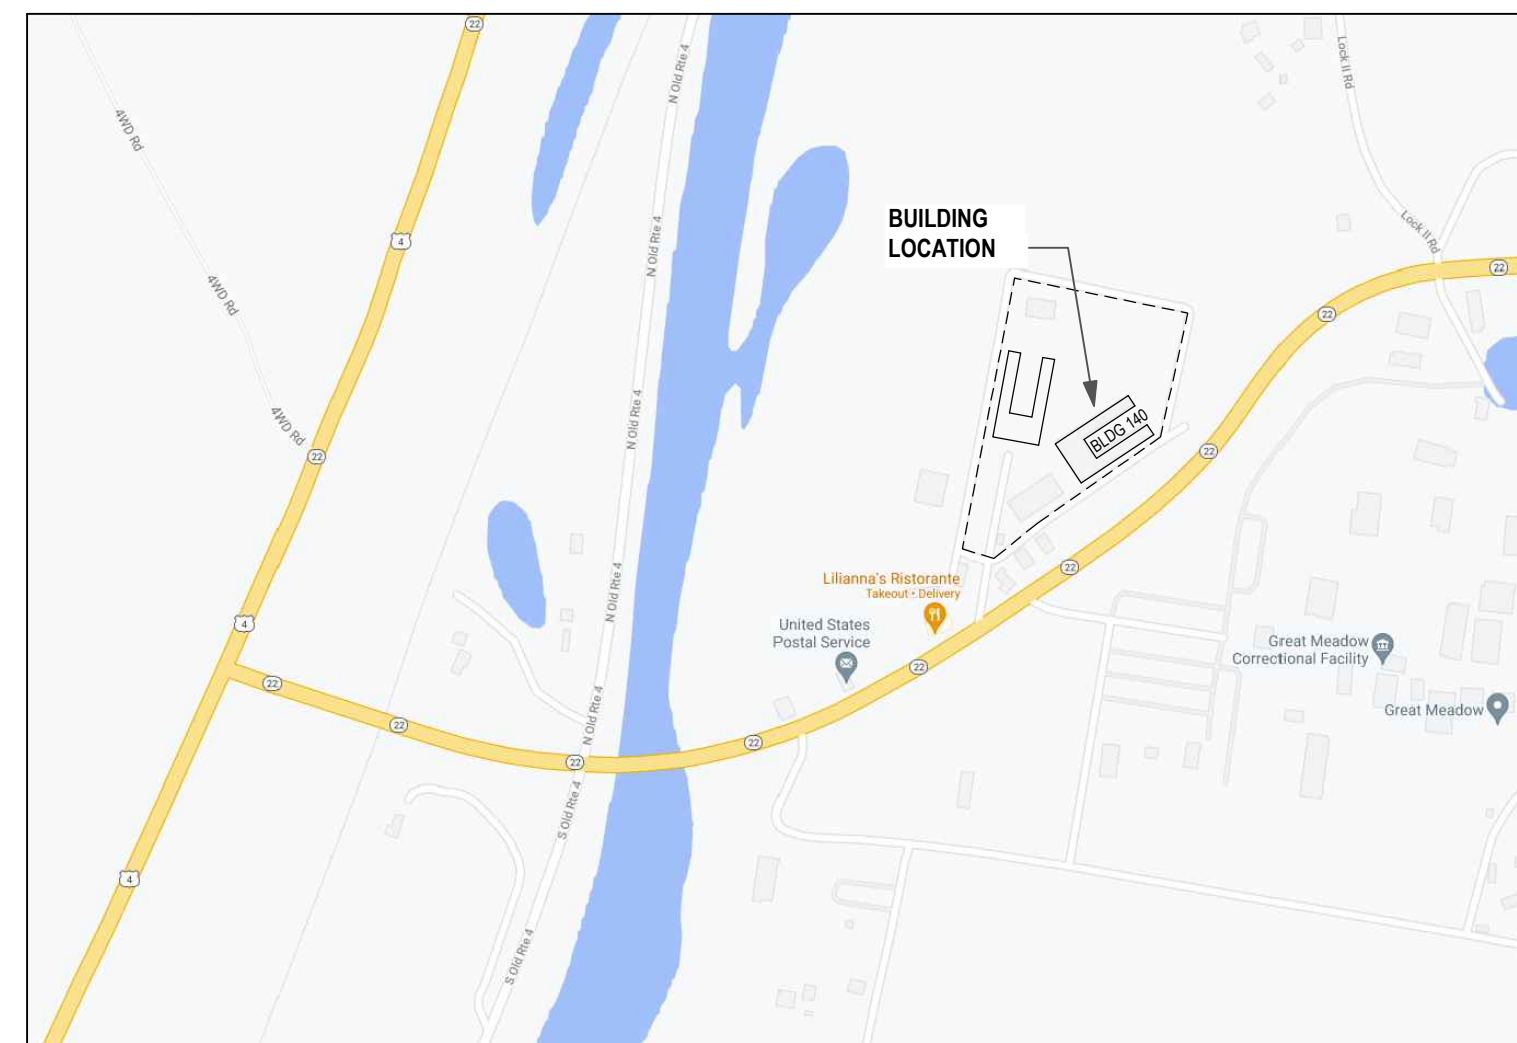 22
N Old Rte 4
Lock II Rd
4WD Rd
BUILDING
LOCATION
4
N Old Rte 4
Lock II Rd
22
4WD Rd
22
BLDG 140
N Old Rte 4
4WD Rd
22
22
22
Lilianna's Ristorante
Takeout • Delivery
N Old Rte 4
4
United States
Postal Service
22
Great Meadow
Correctional Facility
22
Great Meadow
N Old Rte 4
22
22
22
S Old Rte 4
4
S Old Rte 4